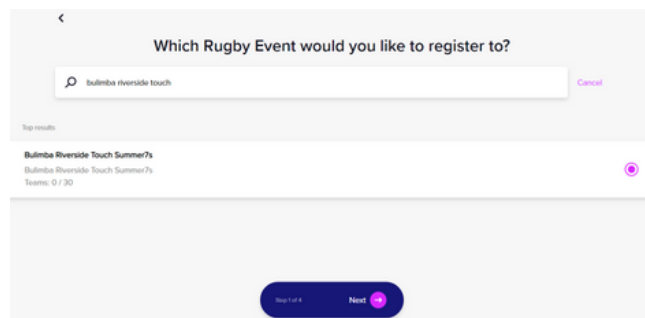 Which Rugby Event would you like to register to?
bulimba riverside touch
Cancel
Top results
Bulimba Riverside Touch Summer7s
Bulimba Riverside Touch Summer7s
Teams: 0 / 30
Step 1 of 4
Next